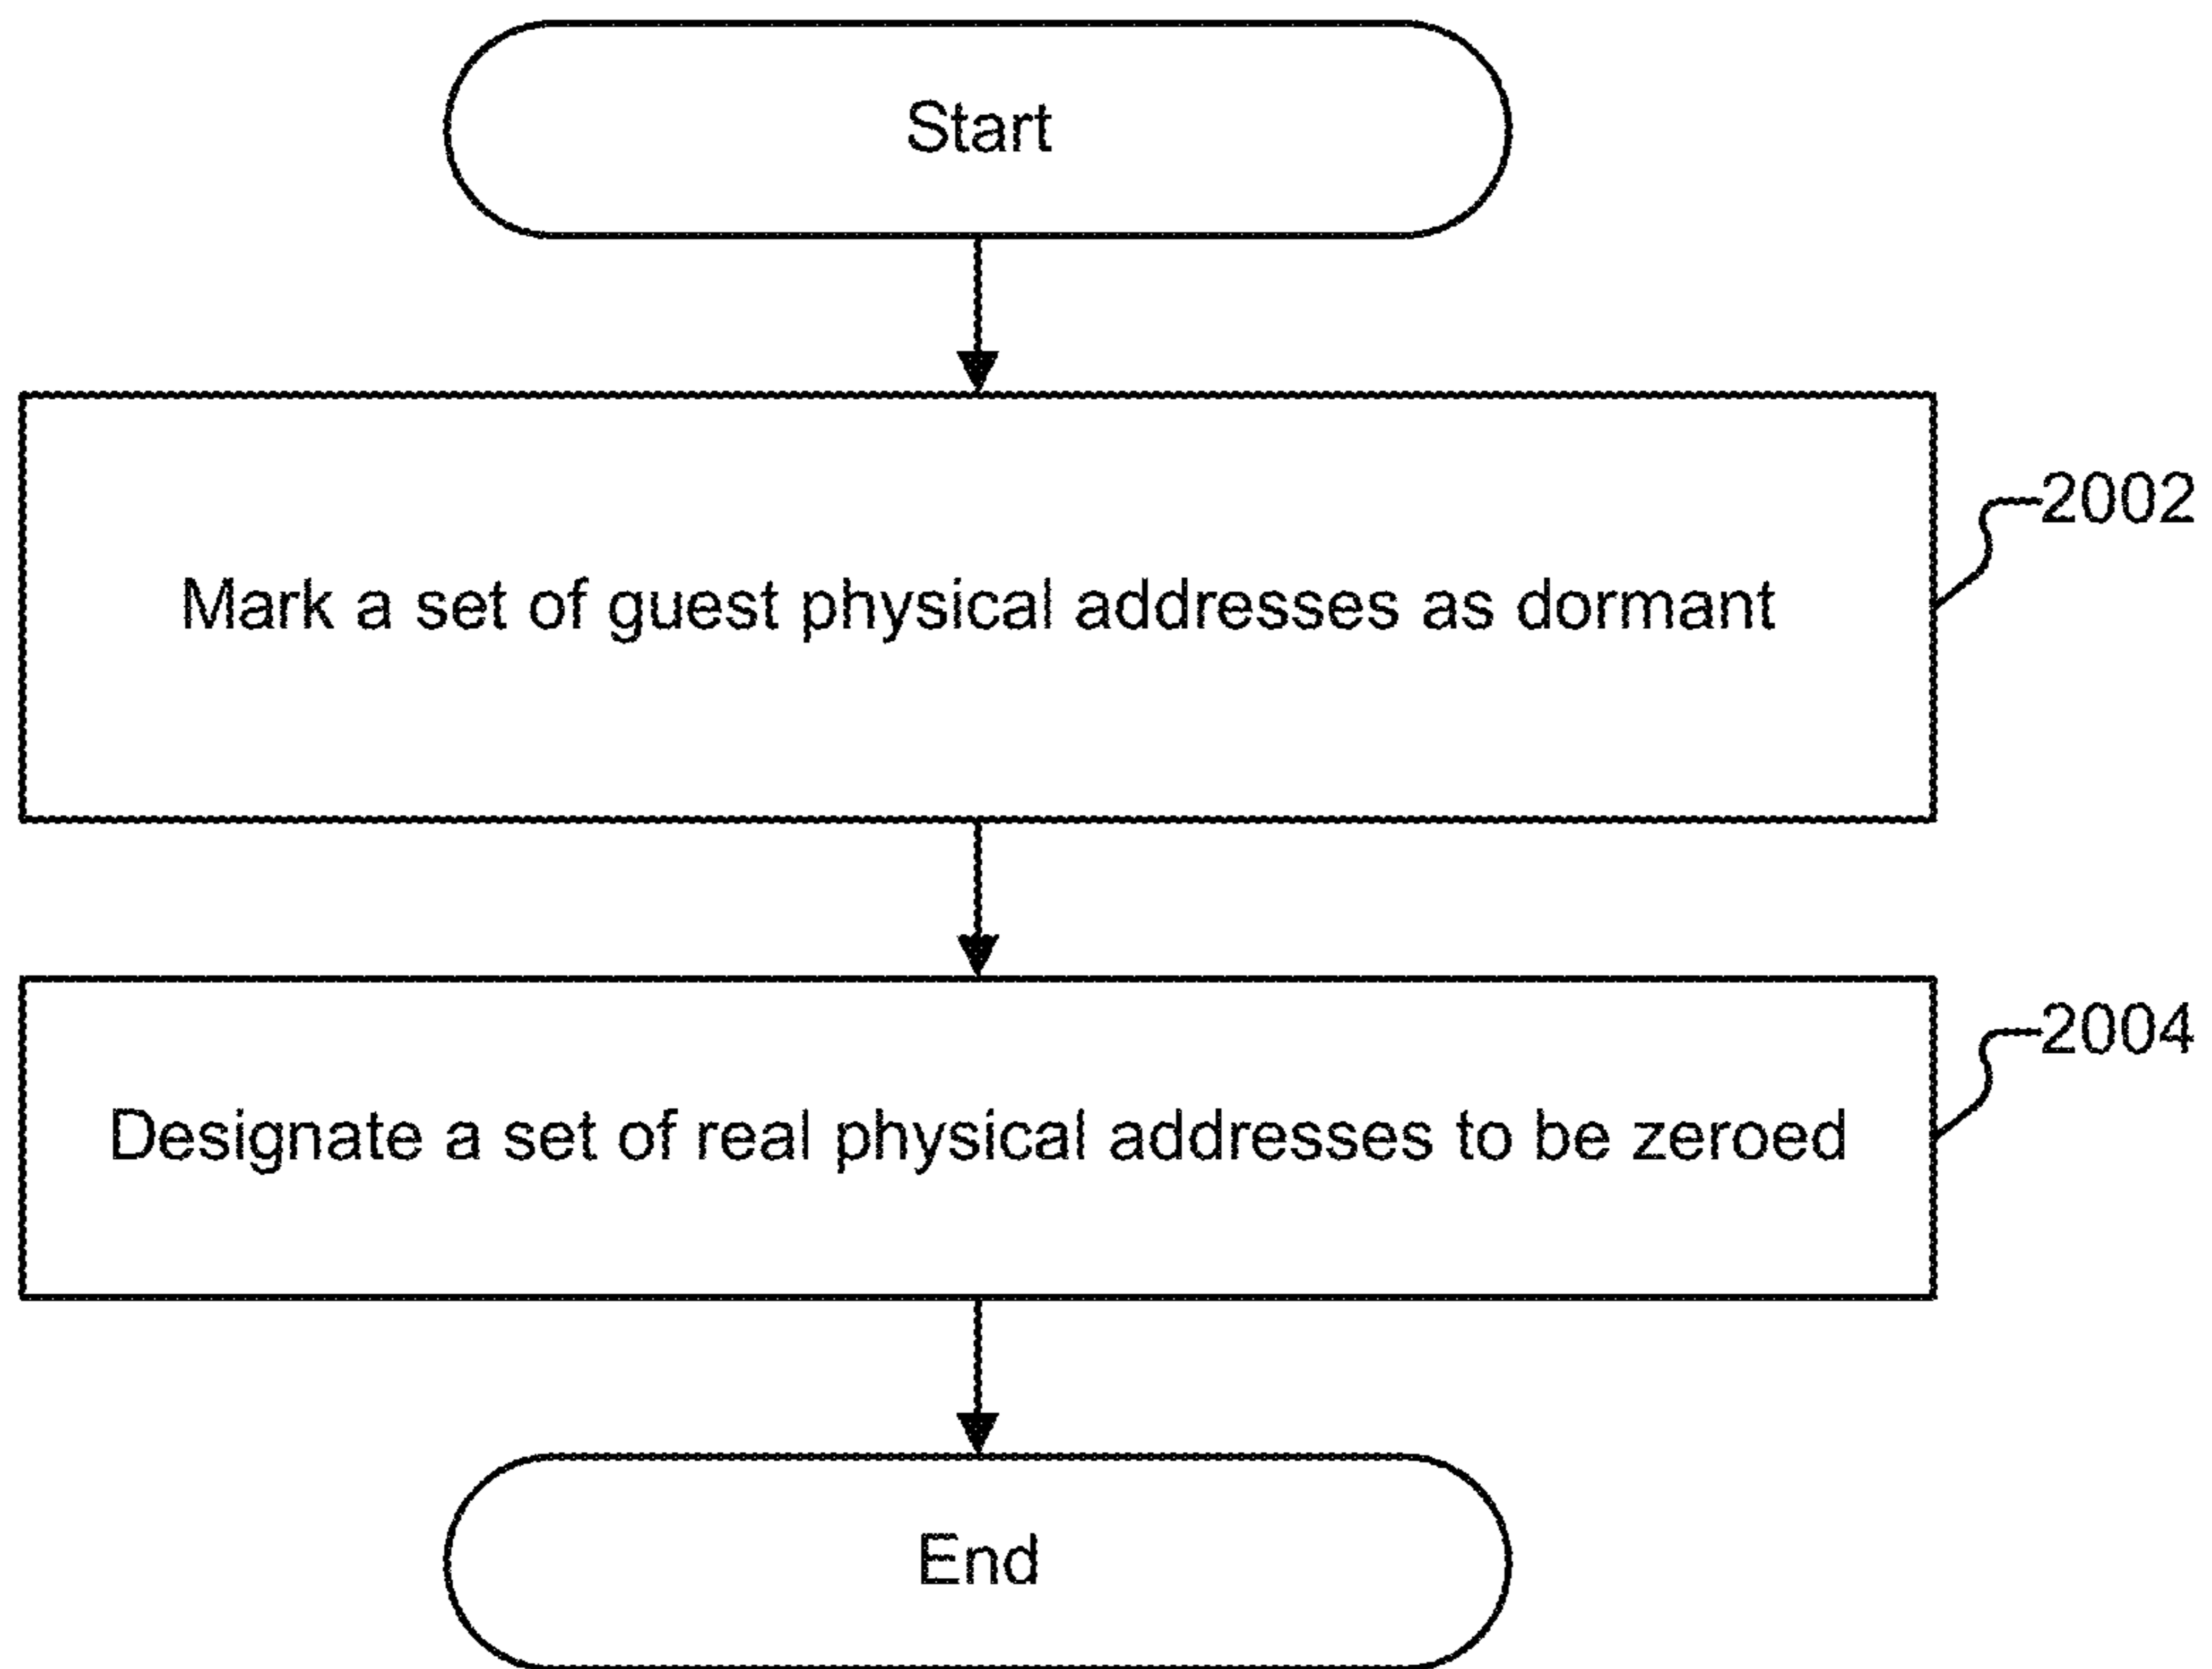 Start
Mark a set of guest physical addresses as dormant
2002
Designate a set of real physical addresses to be zeroed
2004
End